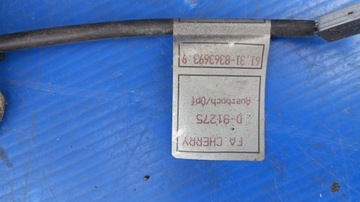 FA. CHERRY
D-91275
Auerbach/Opf
61.31-8363693.9